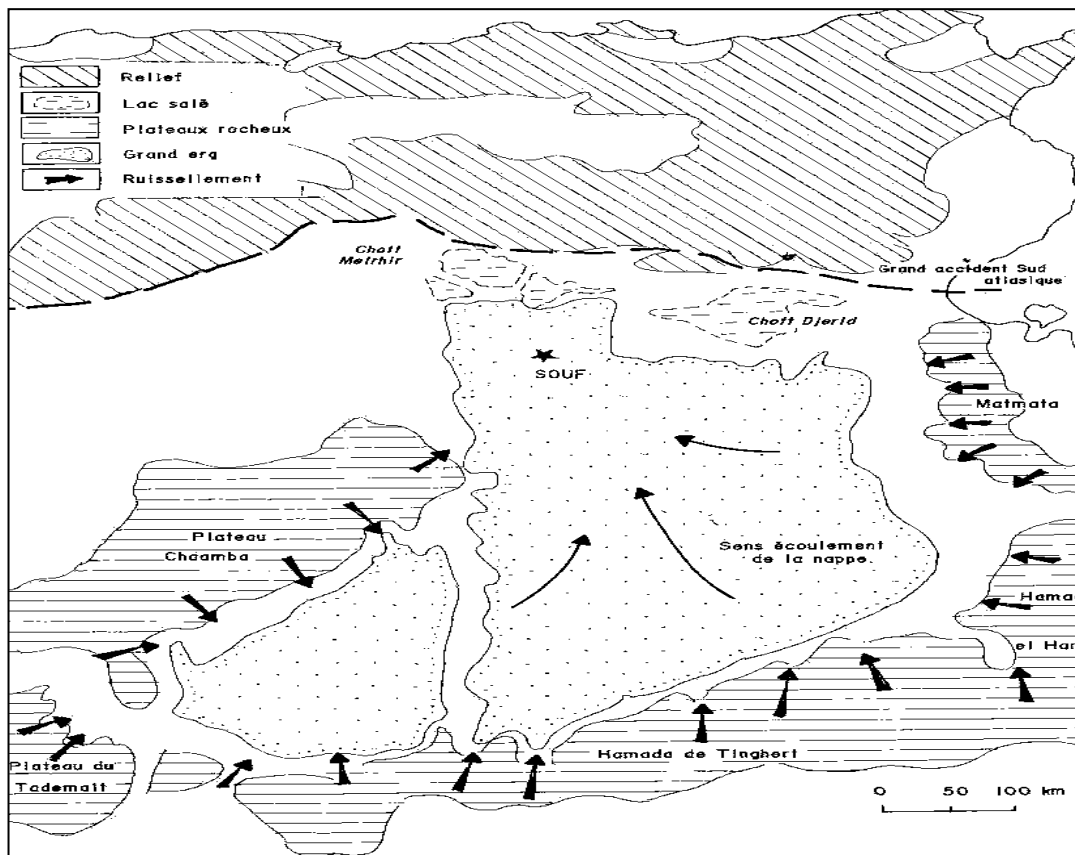 Relief
Lac salé
Plateaux rocheux
Grand erg
Ruissellement
Chott
Melrhir
Grand accident Sud
atlasique
Chott Djerid
SOUF
Matmata
Plateau
Chaamba
Sens écoulement
de la nappe
Hama
el Ham
Hamada de Tinghert
Plateau du
Tademait
0 50 100 km